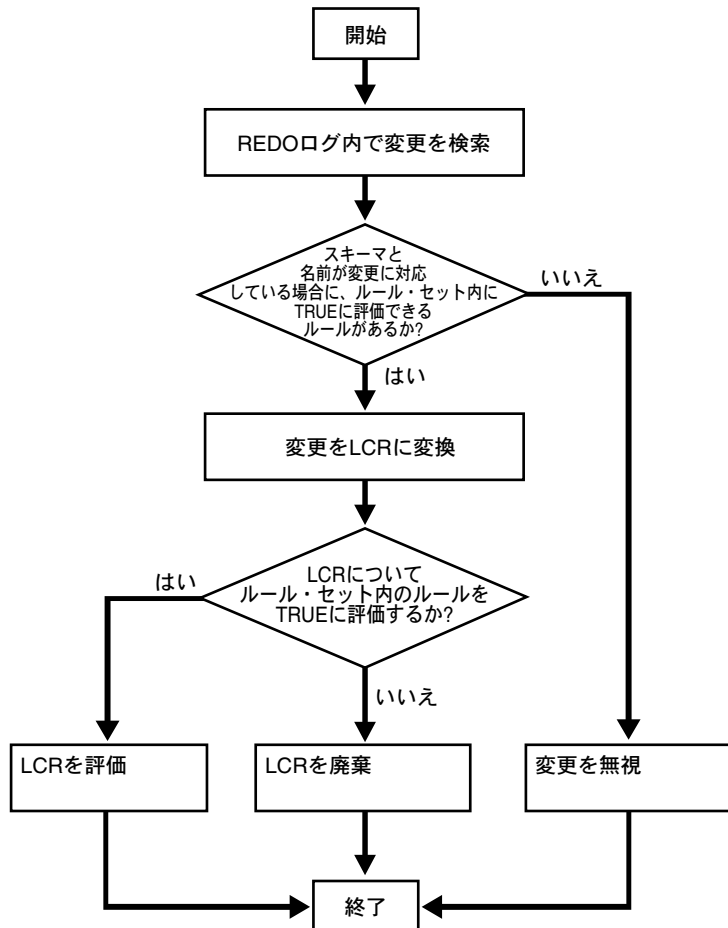 開始
REDOログ内で変更を検索
スキーマと
名前が変更に対応
している場合に、ルール・セット内に
TRUEに評価できる
ルールがあるか?
いいえ
はい
変更をLCRに変換
はい
LCRについて
ルール・セット内のルールを
TRUEに評価するか?
いいえ
LCRを評価
LCRを廃棄
変更を無視
終了